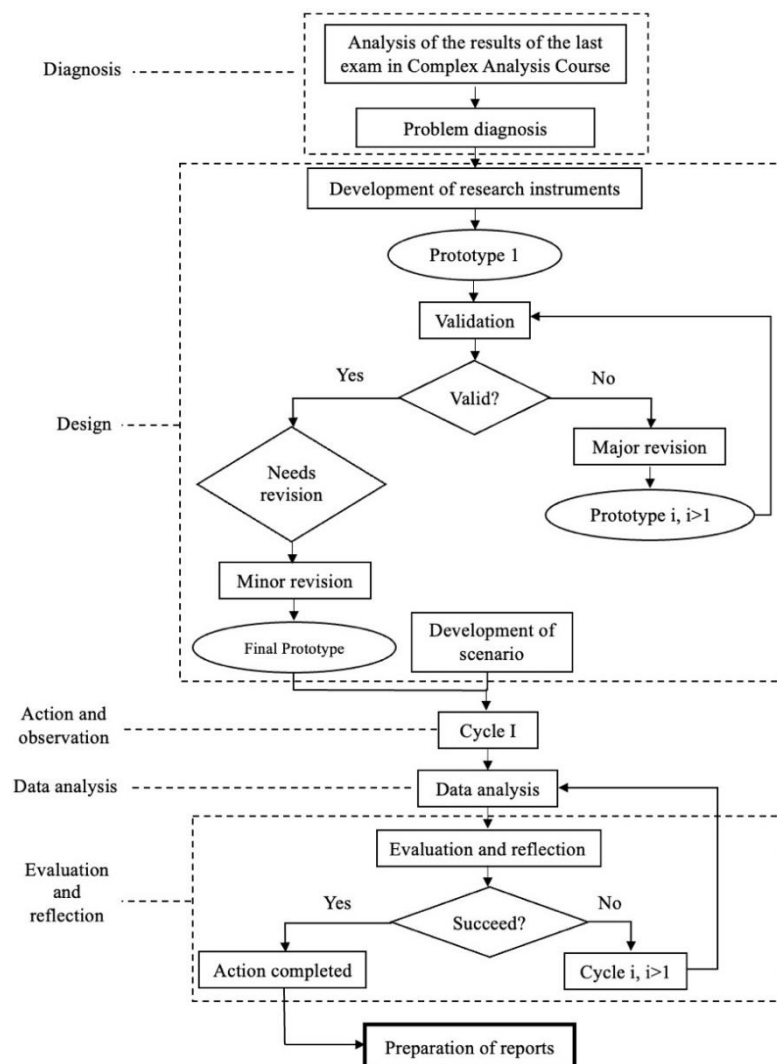 Diagnosis
Analysis of the results of the last
exam in Complex Analysis Course
Problem diagnosis
Development of research instruments
Prototype 1
Validation
Yes
Valid?
No
Design
Needs
revision
Major revision
Prototype i, i>1
Minor revision
Final Prototype
Development of
scenario
Action and
observation
Cycle I
Data analysis
Data analysis
Evaluation and reflection
Evaluation
and
reflection
Yes
Succeed?
No
Action completed
Cycle i, i>1
Preparation of reports